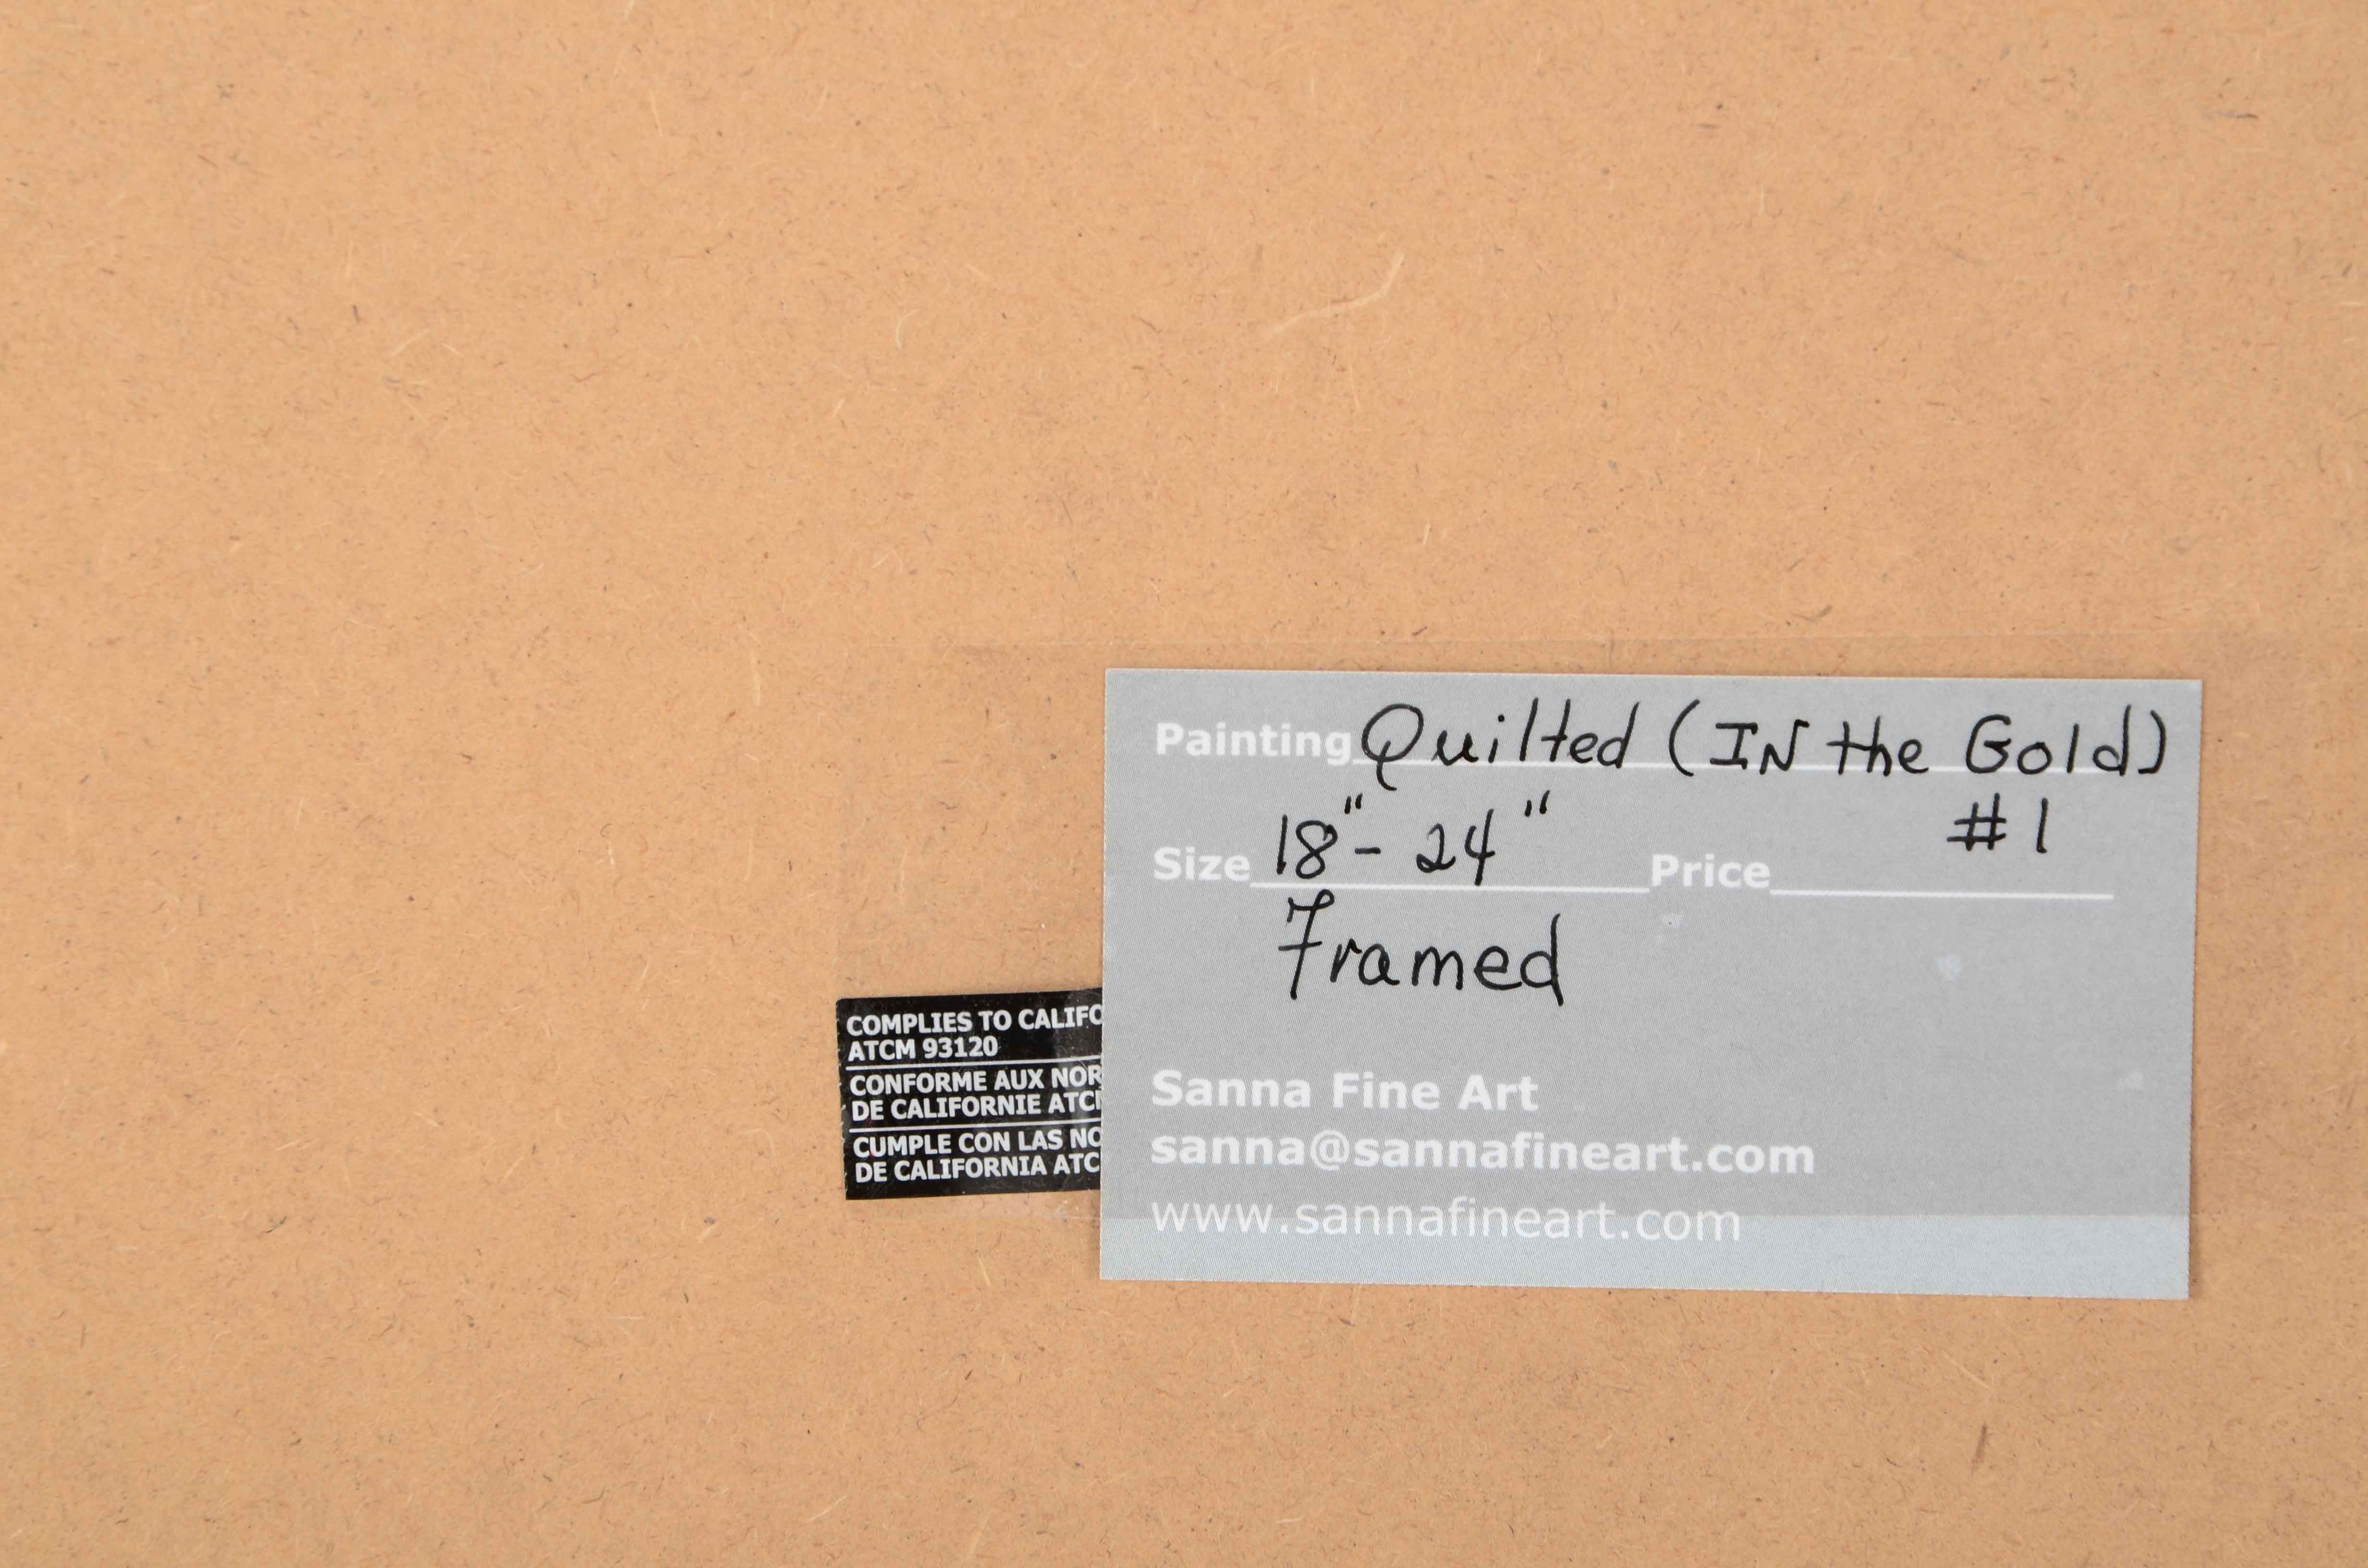 Painting Quilted (IN the Gold)
#1
Size 18"- 24" Price
Framed
Sanna Fine Art
sanna@sannafineart.com
www.sannafineart.com
COMPLIES TO CALIFO
ATCM 93120
CONFORME AUX NOR
DE CALIFORNIE ATC
CUMPLE CON LAS NO
DE CALIFORNIA ATC